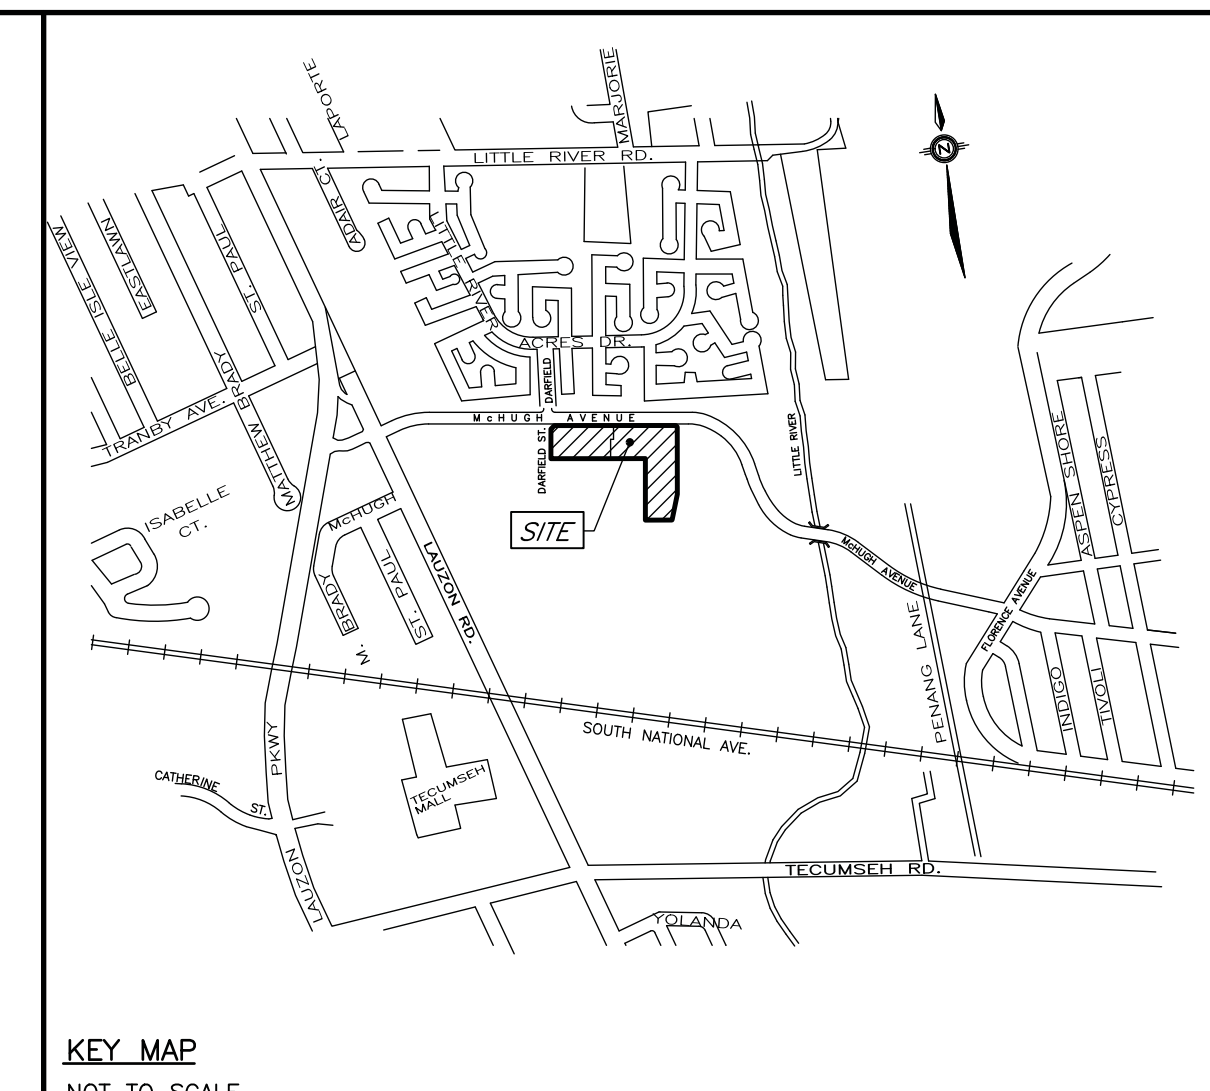 LAPORTE
MARJORIE
LITTLE RIVER RD.
ADAIR CT.
N
BELLE ISLE VIEW
EASTLAWN
ST. PAUL
LITTLE RIVER
ACRES DR.
DARFIELD
McHUGH AVENUE
TRANBY AVE.
MATTHEW BRADY
DARFIELD ST.
LITTLE RIVER
ASPEN SHORE
CYPRESS
ISABELLE
CT.
McHUGH
SITE
LAUZON RD.
McHUGH AVENUE
M. BRADY
ST. PAUL
FLORENCE AVENUE
PENANG LANE
INDIGO
TIVOLI
SOUTH NATIONAL AVE.
LAUZON PKWY
CATHERINE ST.
TECUMSEH
MALL
TECUMSEH RD.
YOLANDA
KEY MAP
NOT TO SCALE